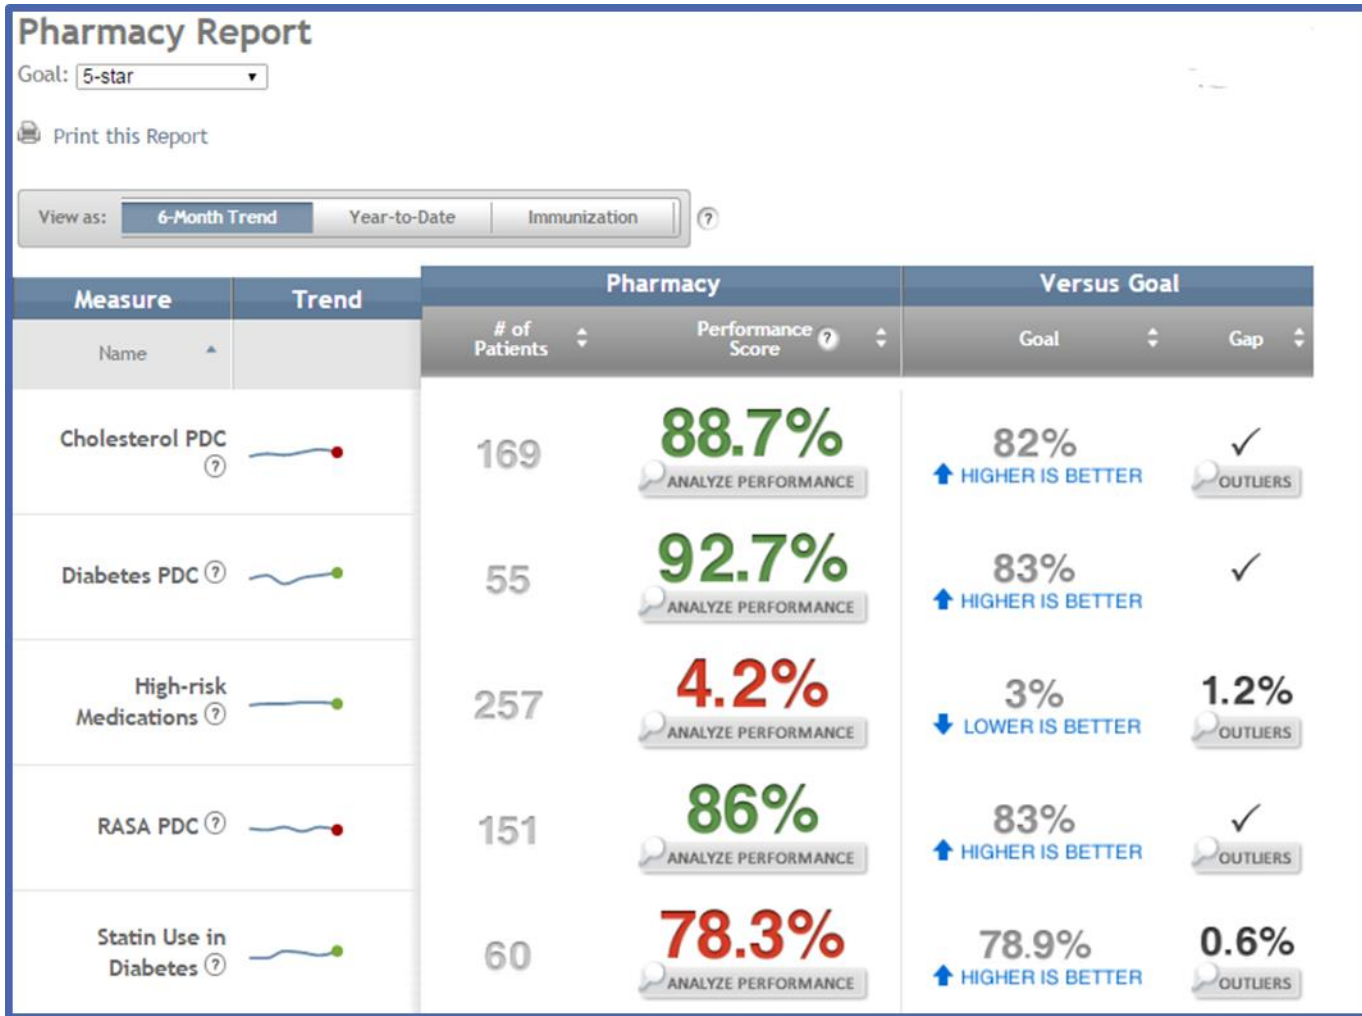 Pharmacy Report
Goal: 5-star
Print this Report
View as: 6-Month Trend Year-to-Date Immunization ?
Measure Trend Pharmacy Versus Goal
Name # of Patients Performance Score ? Goal Gap
Cholesterol PDC ? 169 88.7% 82% ✓
ANALYZE PERFORMANCE HIGHER IS BETTER OUTLIERS
Diabetes PDC ? 55 92.7% 83% ✓
ANALYZE PERFORMANCE HIGHER IS BETTER
High-risk Medications ? 257 4.2% 3% 1.2%
ANALYZE PERFORMANCE LOWER IS BETTER OUTLIERS
RASA PDC ? 151 86% 83% ✓
ANALYZE PERFORMANCE HIGHER IS BETTER OUTLIERS
Statin Use in Diabetes ? 60 78.3% 78.9% 0.6%
ANALYZE PERFORMANCE HIGHER IS BETTER OUTLIERS